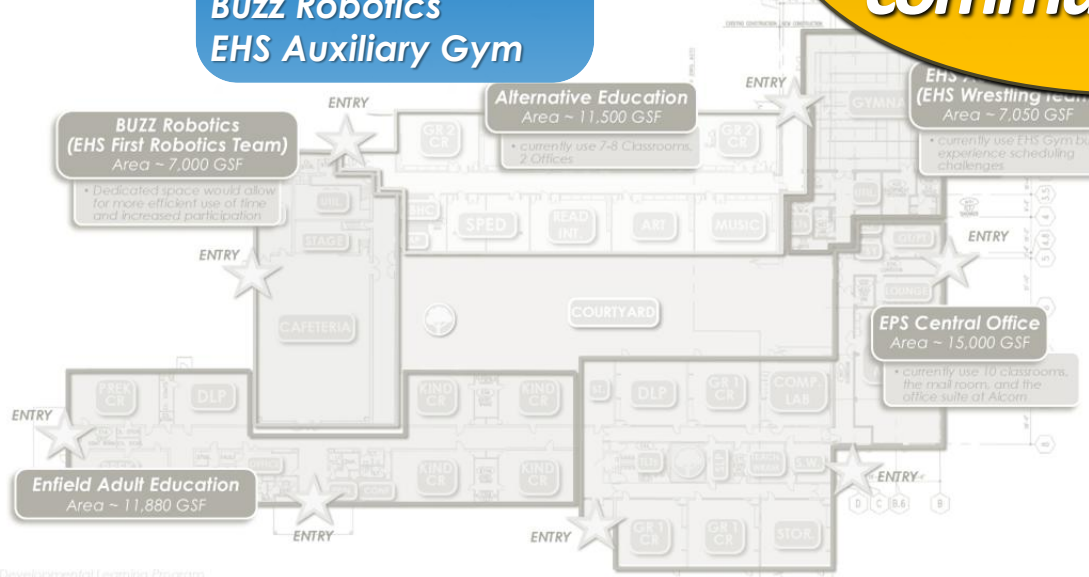 Buzz Robotics
EHS Auxiliary Gym
ENTRY
ENTRY
BUZZ Robotics
(EHS First Robotics Team)
Area ~ 7,000 GSF
• Dedicated space would allow
for more efficient use of time
and increased participation
Alternative Education
Area ~ 11,500 GSF
• currently use 7-8 Classrooms,
2 Offices
(EHS Wrestling
Area ~ 7,050 GSF
• currently use EHS Gym
experience scheduling
challenges
GR 2
CR
GR 2
CR
UTIL
STAGE
SPED
READ
INT
ART
MUSIC
ENTRY
ENTRY
LOUNGE
CAFETERIA
COURTYARD
EPS Central Office
Area ~ 15,000 GSF
• currently use 10 classrooms,
the mail room, and the
office suite at Alcorn
PREK
CR
DLP
KIND
CR
KIND
CR
DLP
GR 1
CR
COMP.
LAB
ENTRY
Enfield Adult Education
Area ~ 11,880 GSF
KIND
CR
KIND
CR
ENTRY
ENTRY
ENTRY
GR 1
CR
GR 1
CR
STOR.
D
C
B.6
B
Developmental Learning Program